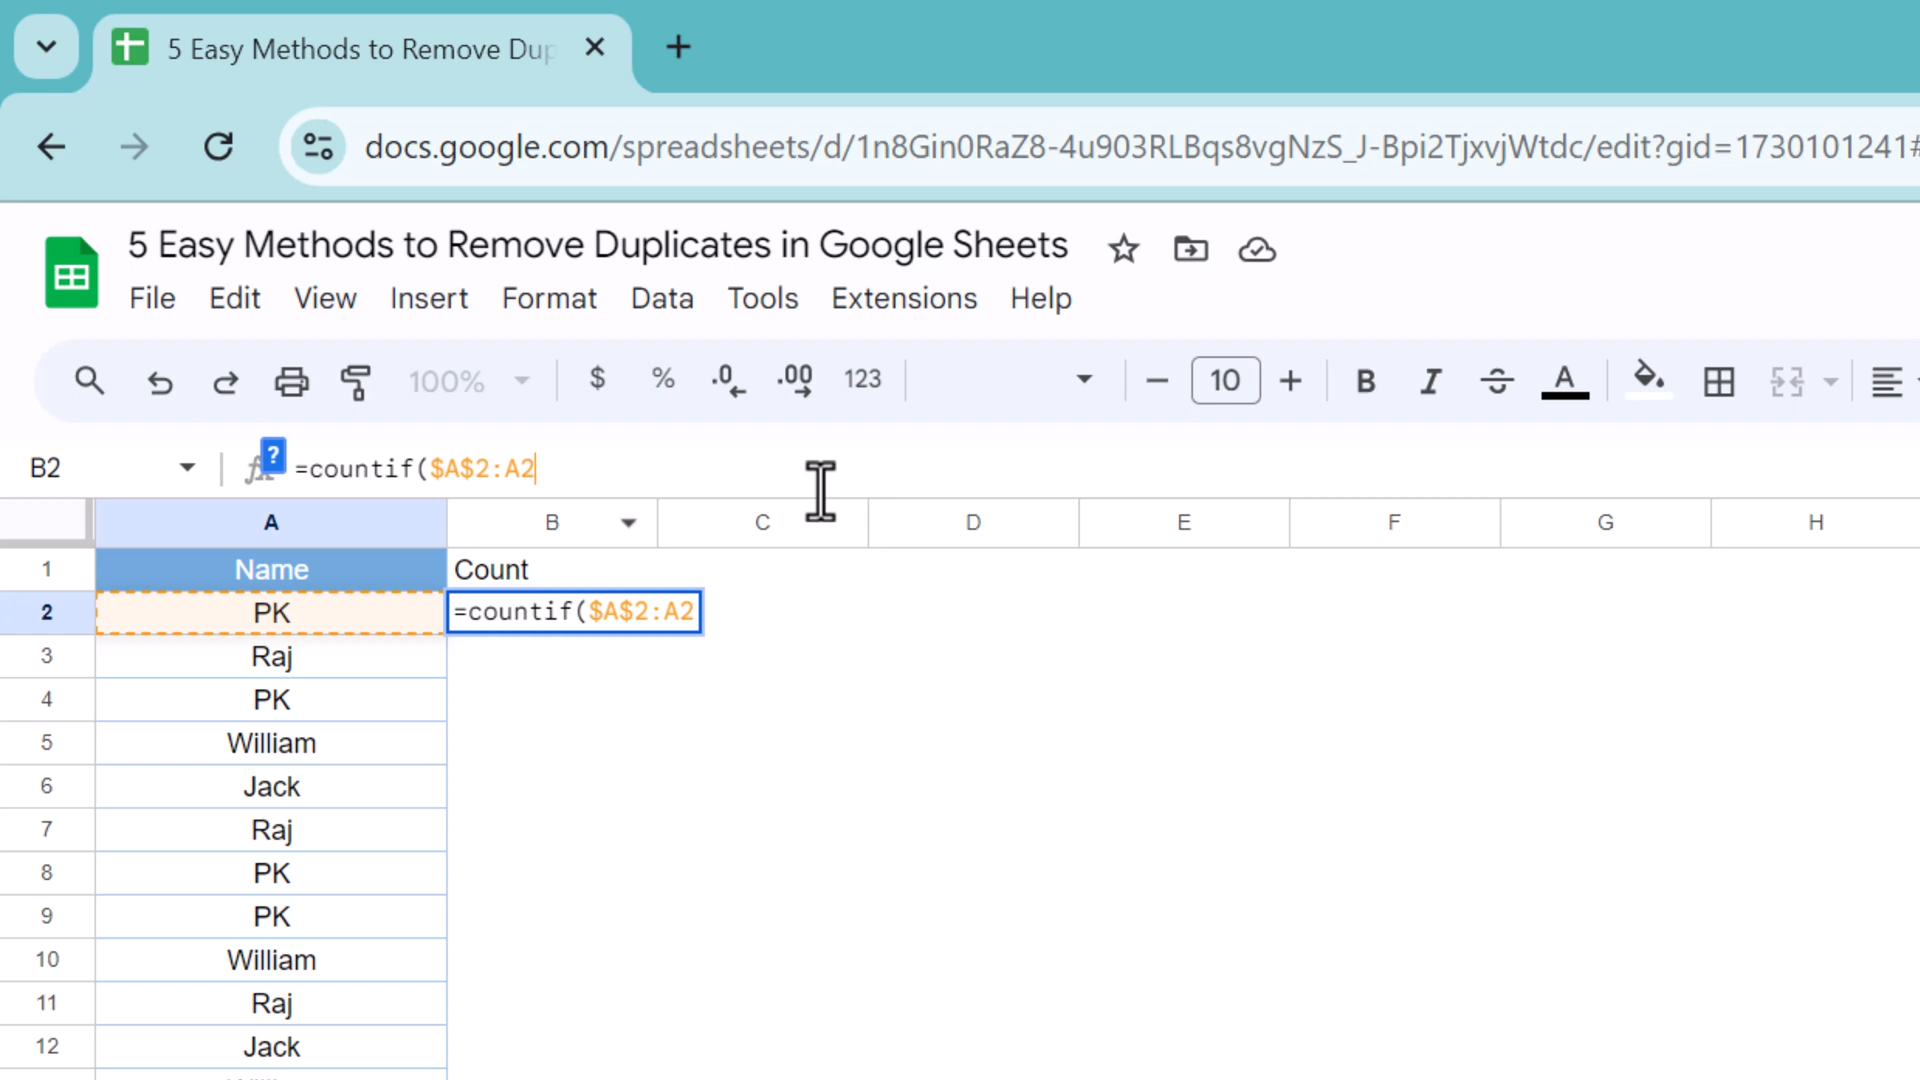 5 Easy Methods to Remove Dup
docs.google.com/spreadsheets/d/1n8Gin0RaZ8-4u903RLBqs8vgNzS_J-Bpi2TjxvjWtdc/edit?gid=1730101241#
5 Easy Methods to Remove Duplicates in Google Sheets
File Edit View Insert Format Data Tools Extensions Help
100% $ % .0 .00 123 10 B I A
B2 fx ? =countif($A$2:A2
A B C D E F G H
1 Name Count
2 PK =countif($A$2:A2
3 Raj
4 PK
5 William
6 Jack
7 Raj
8 PK
9 PK
10 William
11 Raj
12 Jack